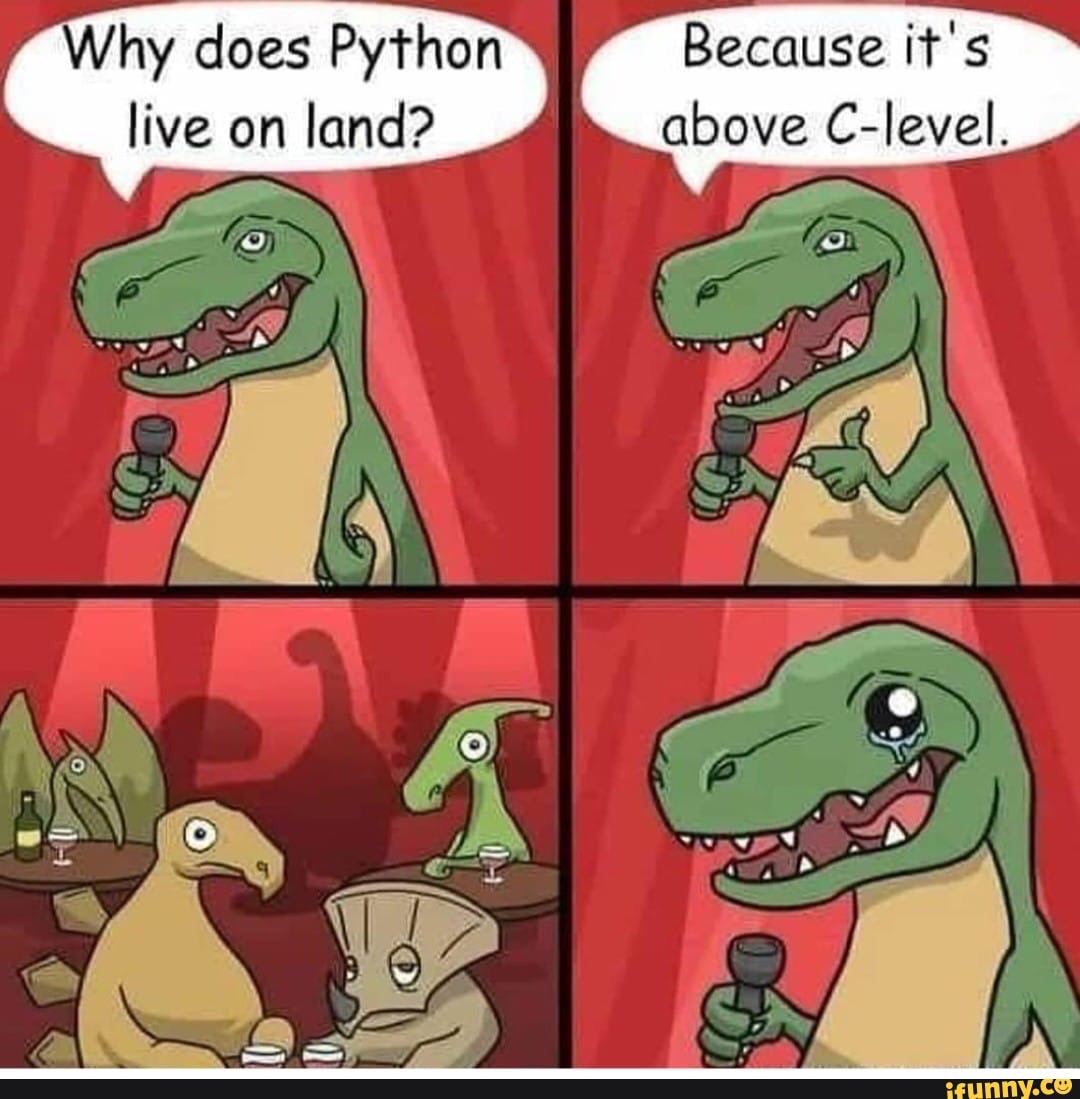 Why does Python
live on land?
Because it's
above C-level.
ifunny.co